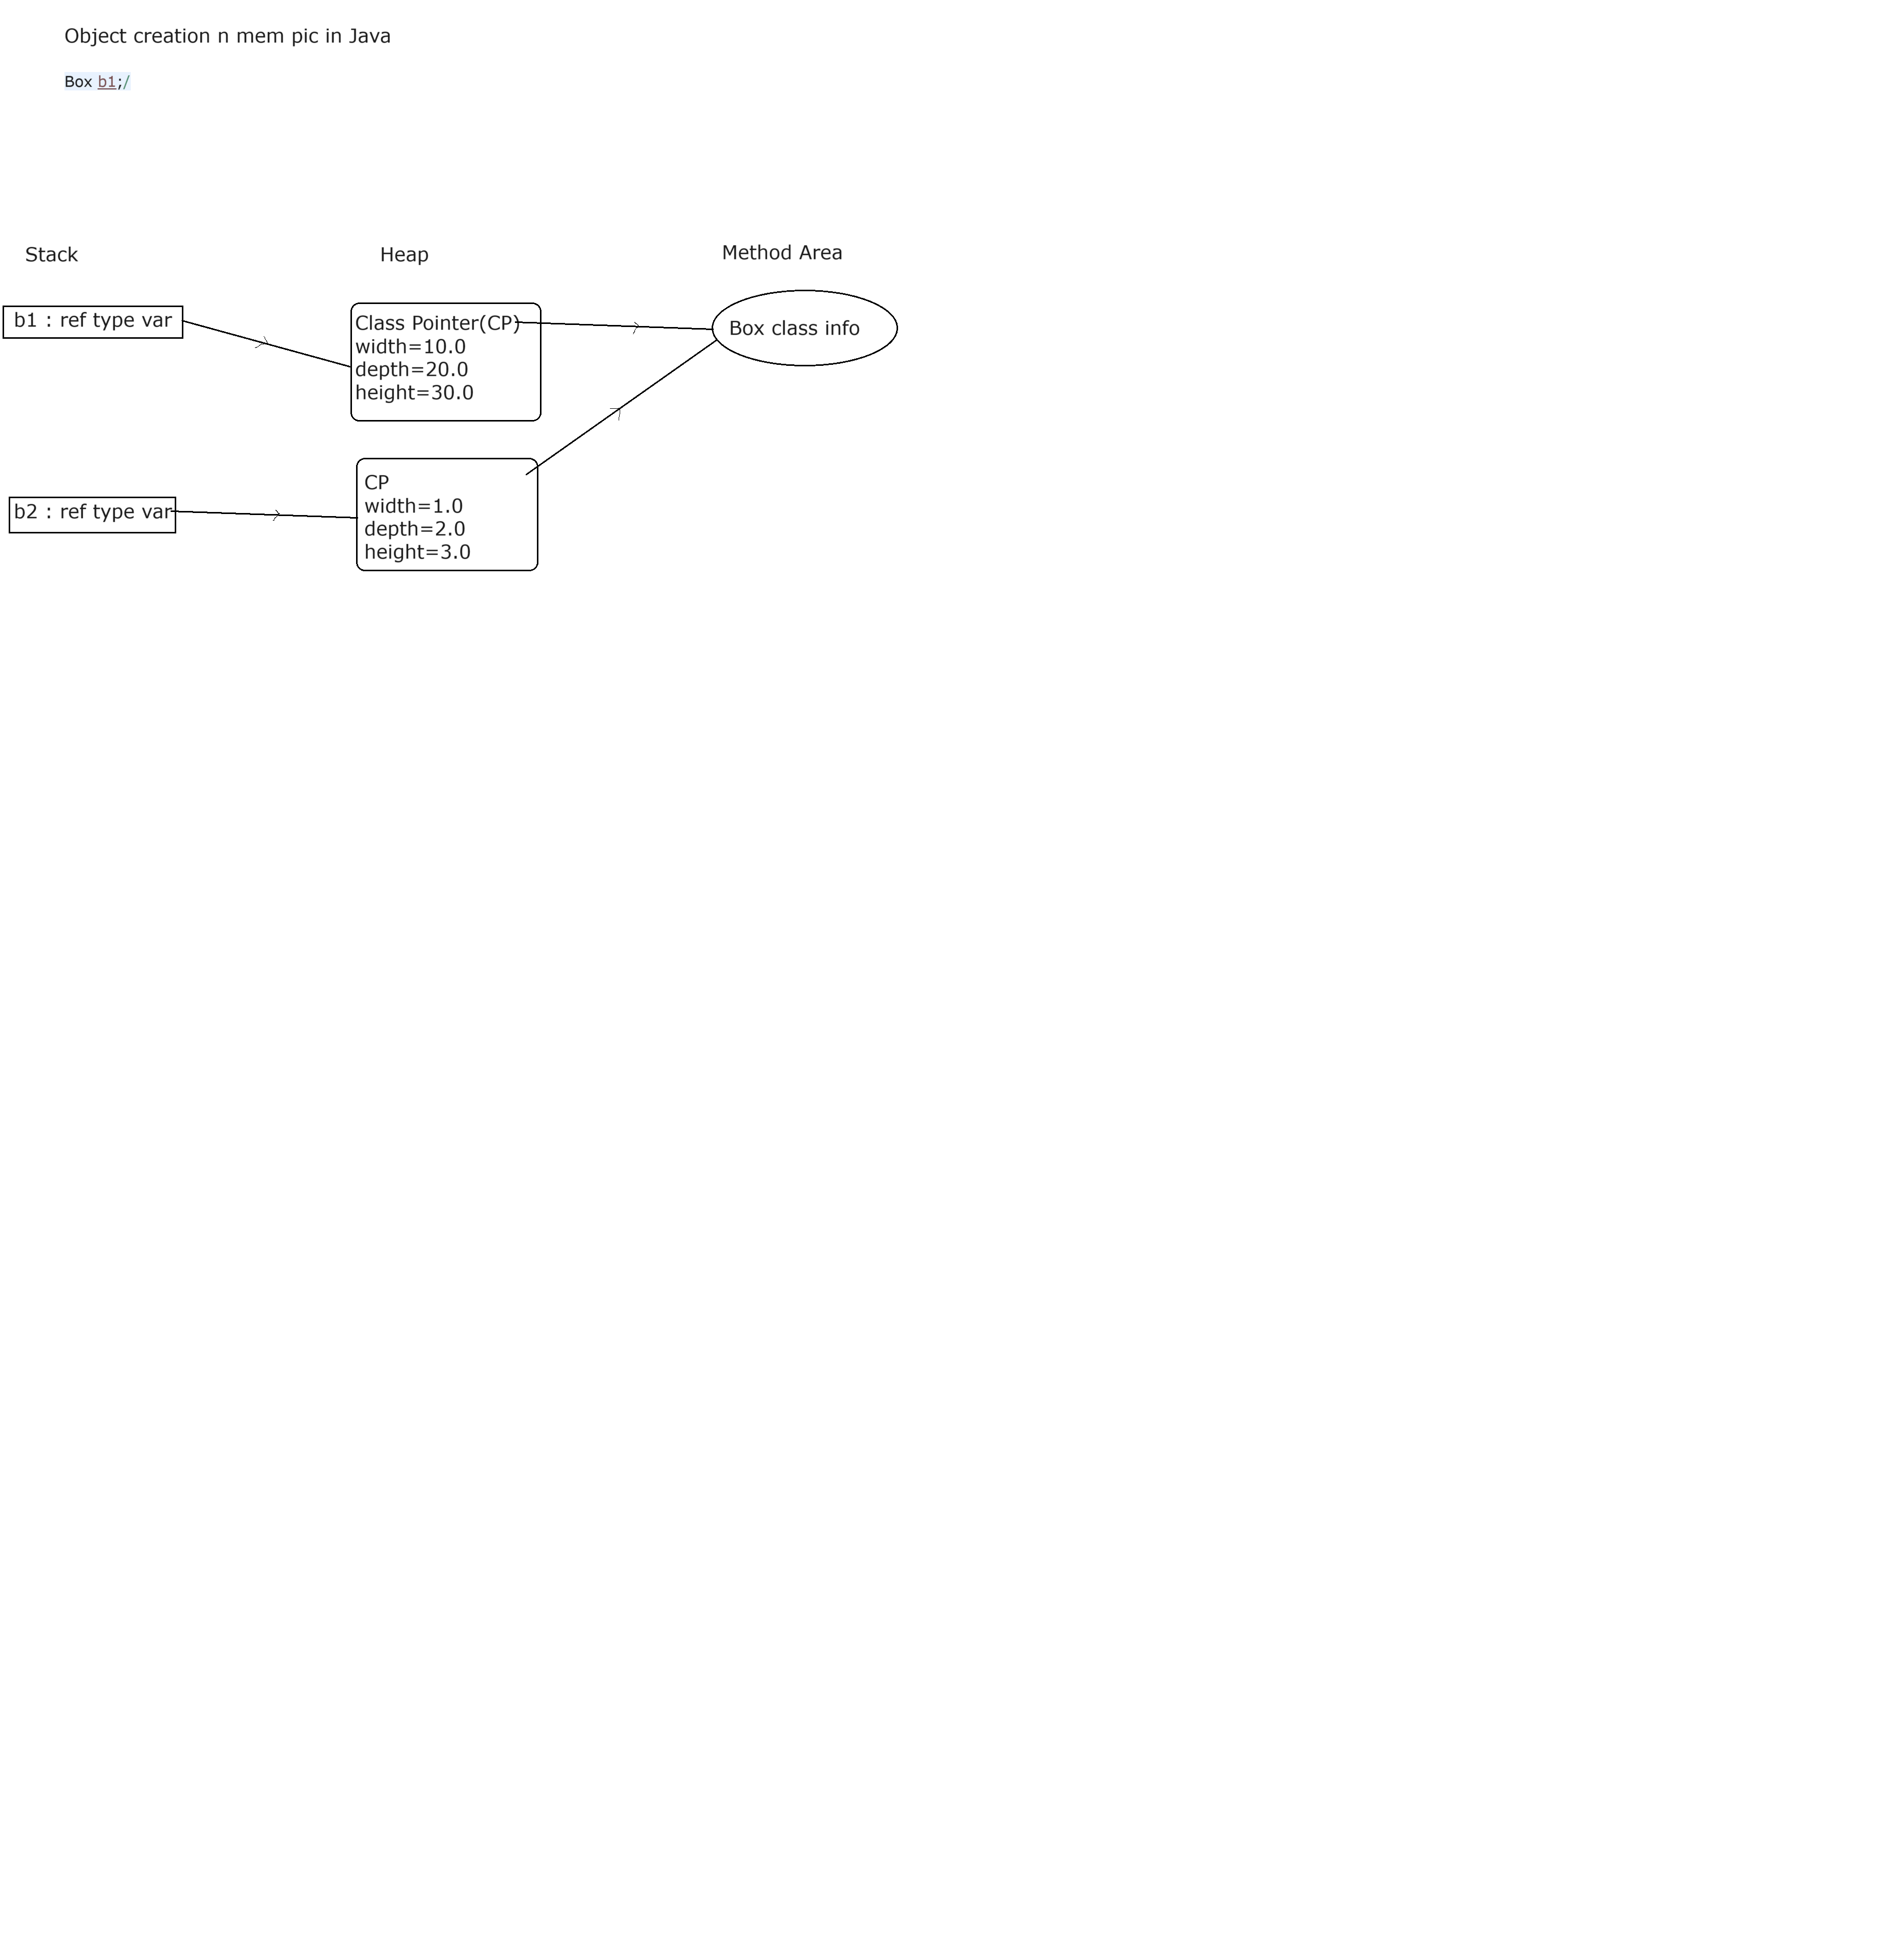 Object creation n mem pic in Java
Box b1;/
Stack
Heap
Method Area
b1 : ref type var
Class Pointer(CP)
width=10.0
depth=20.0
height=30.0
Box class info
b2 : ref type var
CP
width=1.0
depth=2.0
height=3.0